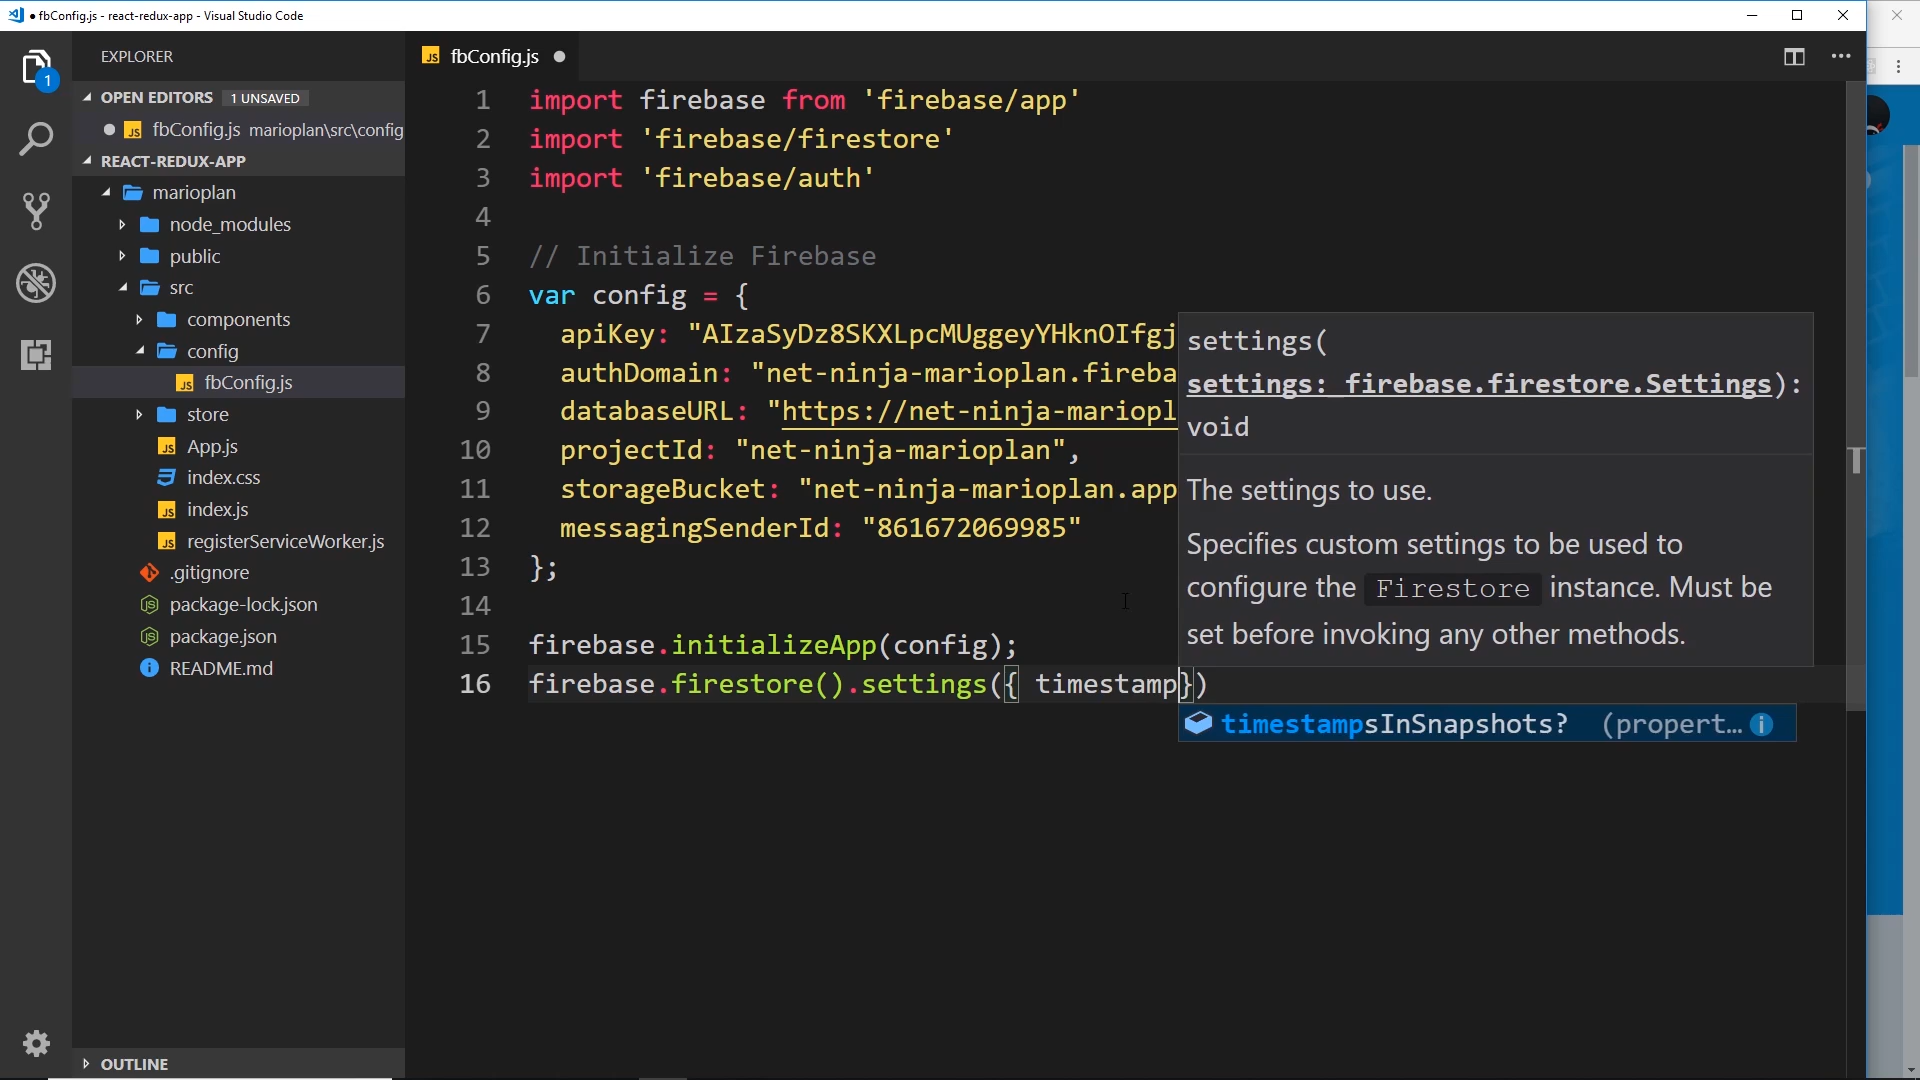 fbConfig.js - react-redux-app - Visual Studio Code
EXPLORER
OPEN EDITORS 1 UNSAVED
JS fbConfig.js marioplan\src\config
REACT-REDUX-APP
marioplan
node_modules
public
src
components
config
JS fbConfig.js
store
JS App.js
index.css
JS index.js
JS registerServiceWorker.js
.gitignore
package-lock.json
package.json
README.md
OUTLINE
1
JS fbConfig.js
1 import firebase from 'firebase/app'
2 import 'firebase/firestore'
3 import 'firebase/auth'
4
5 // Initialize Firebase
6 var config = {
7 apiKey: "AIzaSyDz8SKXLpcMUggeyYHknOIfgj
8 authDomain: "net-ninja-marioplan.fireba
9 databaseURL: "https://net-ninja-mariopl
10 projectId: "net-ninja-marioplan",
11 storageBucket: "net-ninja-marioplan.app
12 messagingSenderId: "861672069985"
13 };
14
15 firebase.initializeApp(config);
16 firebase.firestore().settings({ timestamp})
settings(
settings: firebase.firestore.Settings):
void
The settings to use.
Specifies custom settings to be used to
configure the Firestore instance. Must be
set before invoking any other methods.
timestampsInSnapshots? (propert...